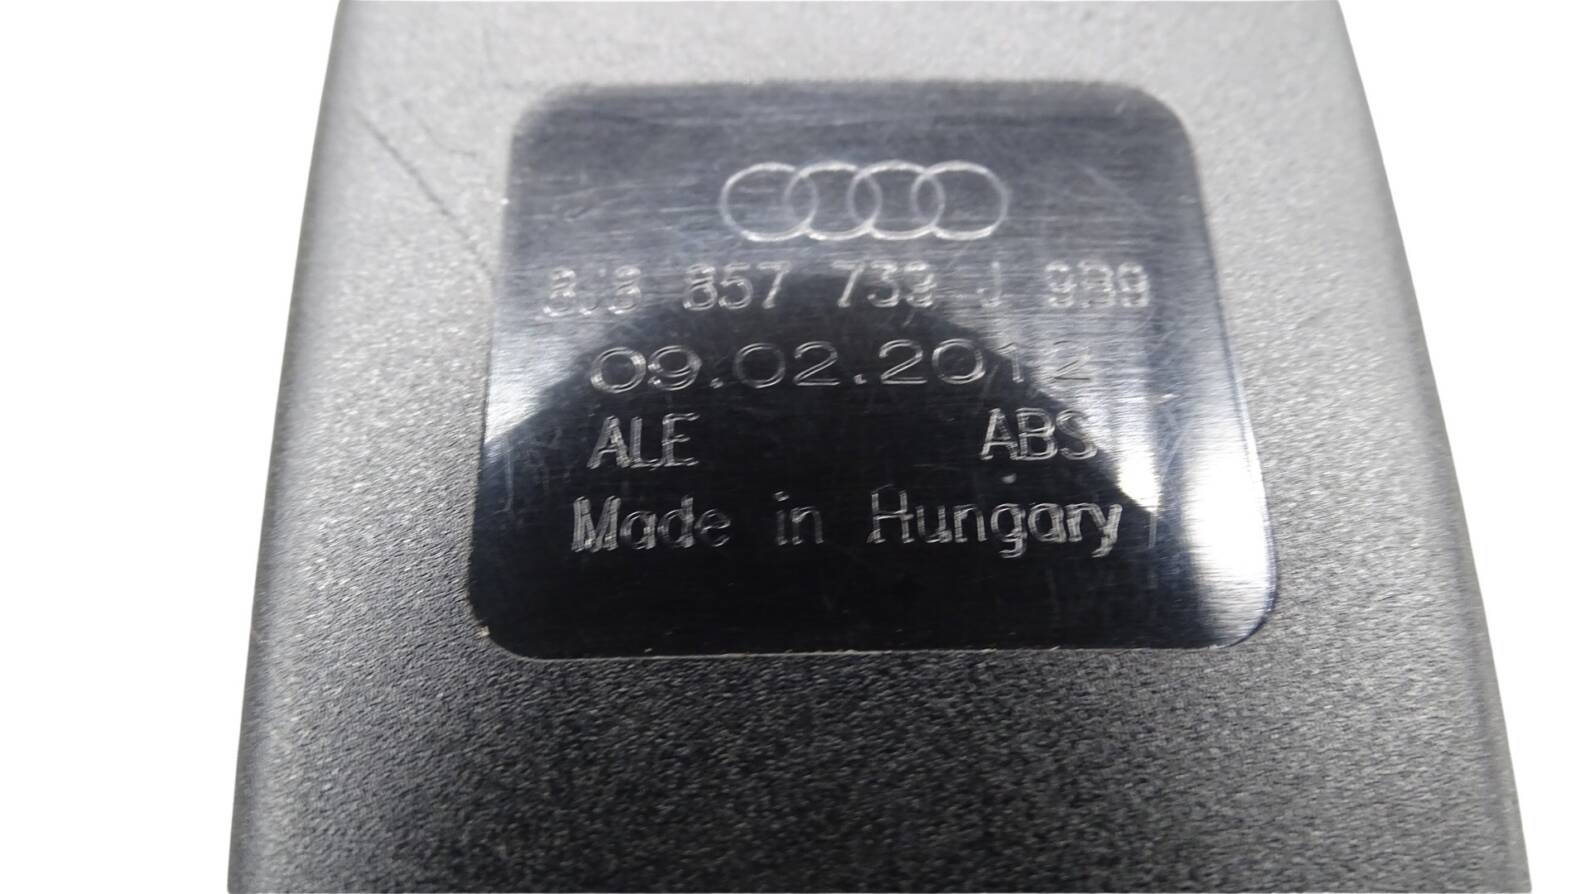 8J8 857 739 J 9B9
09.02.2012
ALE ABS
Made in Hungary